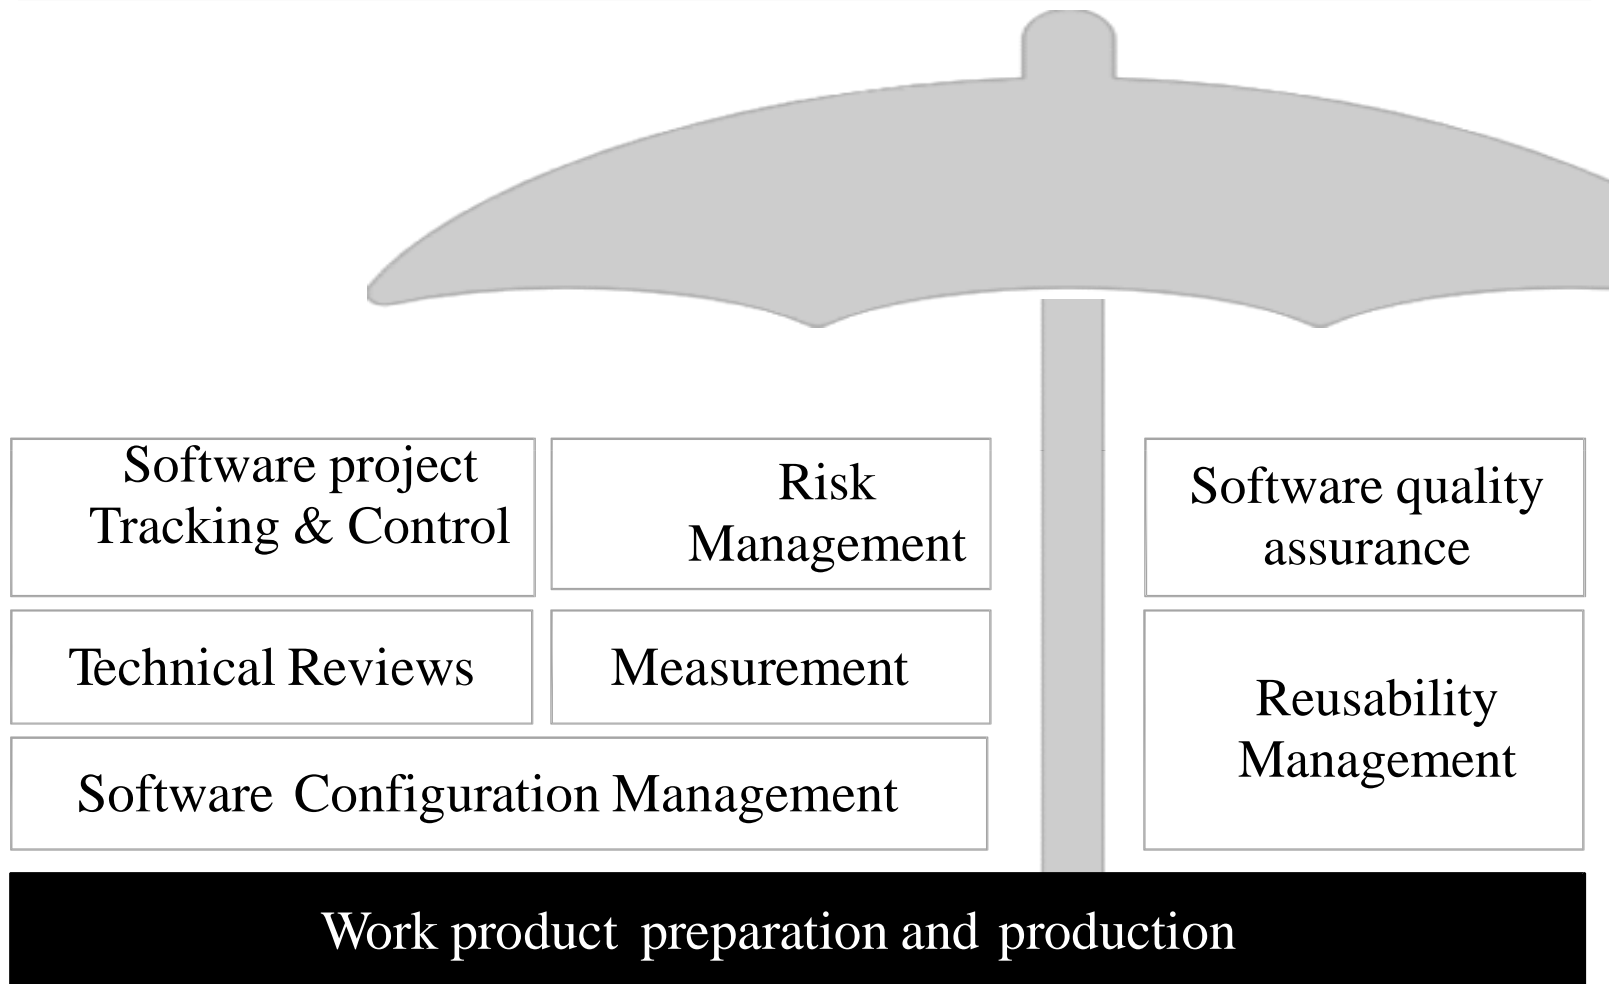 Software project
Tracking & Control
Risk
Management
Software quality
assurance
Technical Reviews
Measurement
Reusability
Management
Software Configuration Management
Work product preparation and production